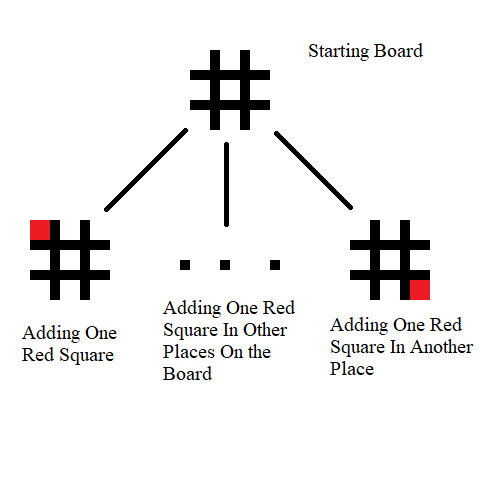 Starting Board
Adding One
Red Square
Adding One Red
Square In Other
Places On the
Board
Adding One Red
Square In Another
Place